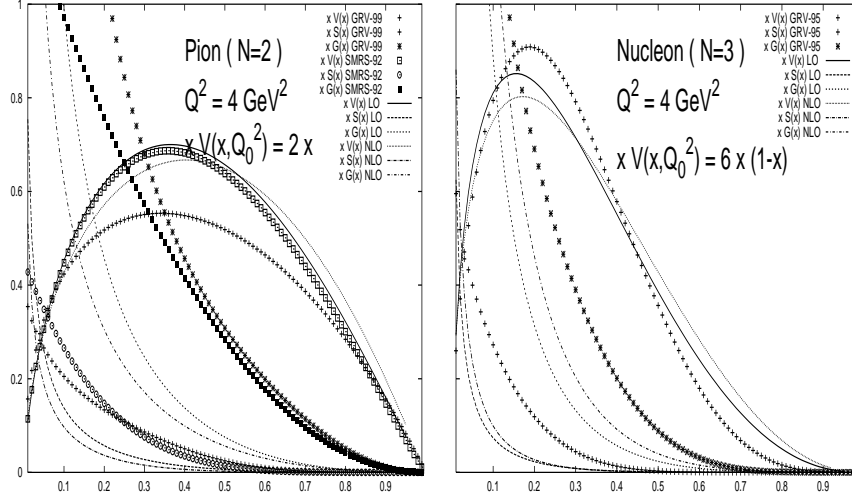 1
0.8
0.6
0.4
0.2
0
0.1 0.2 0.3 0.4 0.5 0.6 0.7 0.8 0.9
Pion ( N=2 )
Q^2 = 4 GeV^2
x V(x,Q_0^2) = 2 x
x V(x) GRV-99
x S(x) GRV-99
x G(x) GRV-99
x V(x) SMRS-92
x S(x) SMRS-92
x G(x) SMRS-92
x V(x) LO
x S(x) LO
x G(x) LO
x V(x) NLO
x S(x) NLO
x G(x) NLO
0.1 0.2 0.3 0.4 0.5 0.6 0.7 0.8 0.9
Nucleon ( N=3 )
Q^2 = 4 GeV^2
x V(x,Q_0^2) = 6 x (1-x)
x V(x) GRV-95
x S(x) GRV-95
x G(x) GRV-95
x V(x) LO
x S(x) LO
x G(x) LO
x V(x) NLO
x S(x) NLO
x G(x) NLO